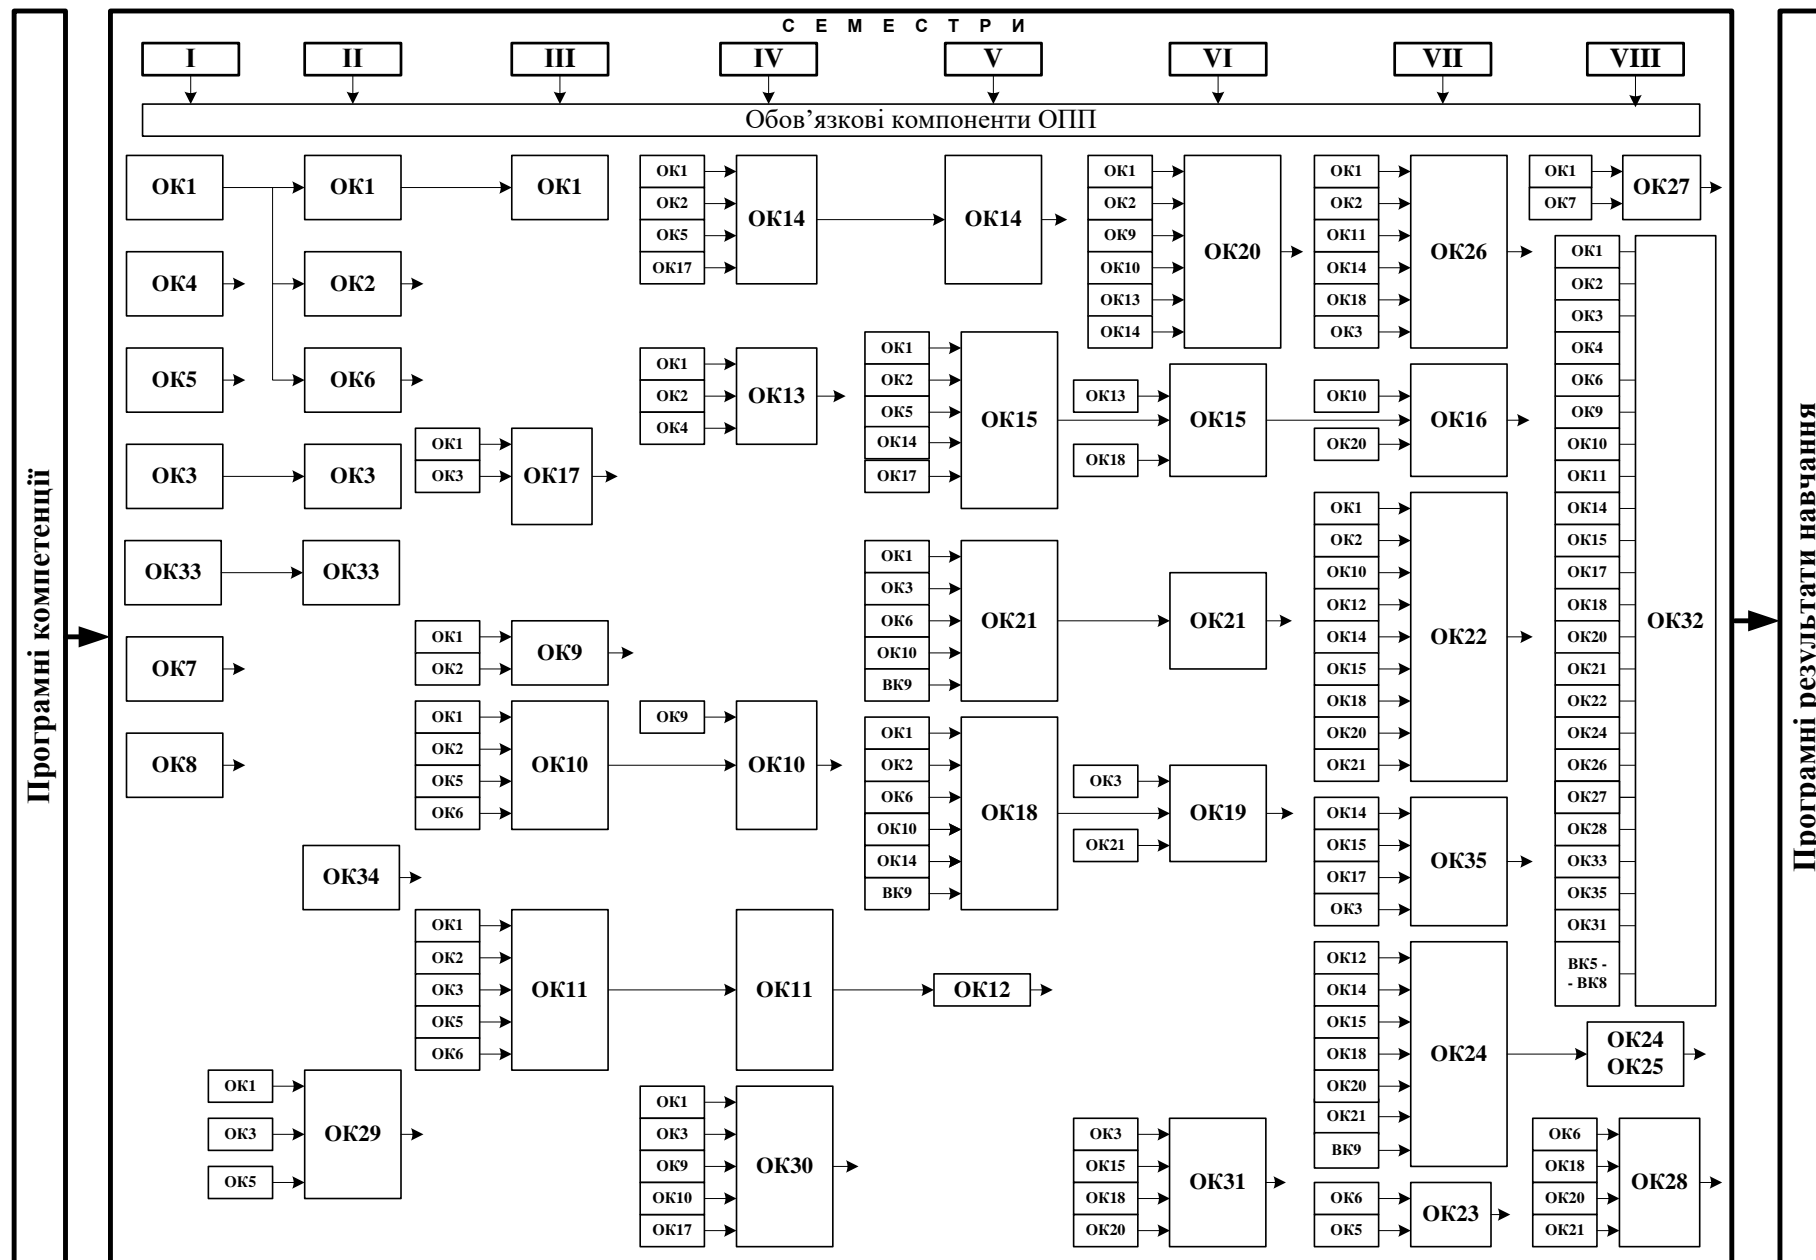 С Е М Е С Т Р И
I
II
III
IV
V
VI
VII
VIII
Обов’язкові компоненти ОПП
Програмні компетенції
ОК1
ОК4
ОК5
ОК3
ОК33
ОК7
ОК8
ОК1
ОК2
ОК6
ОК3
ОК33
ОК34
ОК1
ОК3
ОК5
ОК29
ОК1
ОК1
ОК3
ОК17
ОК1
ОК2
ОК9
ОК1
ОК2
ОК5
ОК6
ОК10
ОК1
ОК2
ОК3
ОК5
ОК6
ОК11
ОК1
ОК2
ОК5
ОК17
ОК14
ОК1
ОК2
ОК4
ОК13
ОК9
ОК10
ОК11
ОК1
ОК3
ОК9
ОК10
ОК17
ОК30
ОК14
ОК1
ОК2
ОК5
ОК14
ОК17
ОК15
ОК1
ОК3
ОК6
ОК10
ВК9
ОК21
ОК1
ОК2
ОК6
ОК10
ОК14
ВК9
ОК18
ОК12
ОК1
ОК2
ОК9
ОК10
ОК13
ОК14
ОК20
ОК13
ОК18
ОК15
ОК21
ОК3
ОК21
ОК19
ОК3
ОК15
ОК18
ОК20
ОК31
ОК1
ОК2
ОК11
ОК14
ОК18
ОК3
ОК26
ОК10
ОК20
ОК16
ОК1
ОК2
ОК10
ОК12
ОК14
ОК15
ОК18
ОК20
ОК21
ОК22
ОК14
ОК15
ОК17
ОК3
ОК35
ОК12
ОК14
ОК15
ОК18
ОК20
ОК21
ВК9
ОК24
ОК6
ОК5
ОК23
ОК1
ОК7
ОК27
ОК1
ОК2
ОК3
ОК4
ОК6
ОК9
ОК10
ОК11
ОК14
ОК15
ОК17
ОК18
ОК20
ОК21
ОК22
ОК24
ОК26
ОК27
ОК28
ОК33
ОК35
ОК31
ВК5 -
- ВК8
ОК32
ОК24
ОК25
ОК6
ОК18
ОК20
ОК21
ОК28
Програмні результати навчання